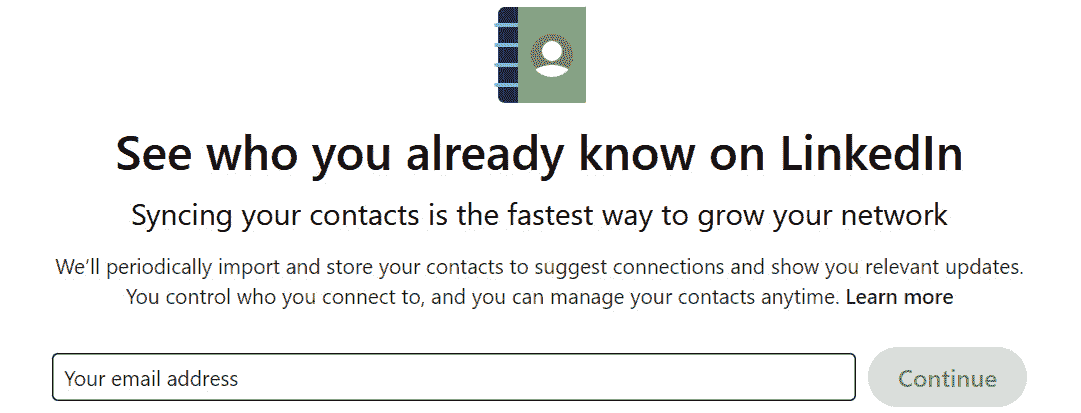 See who you already know on LinkedIn
Syncing your contacts is the fastest way to grow your network
We’ll periodically import and store your contacts to suggest connections and show you relevant updates.
You control who you connect to, and you can manage your contacts anytime. Learn more
Your email address
Continue